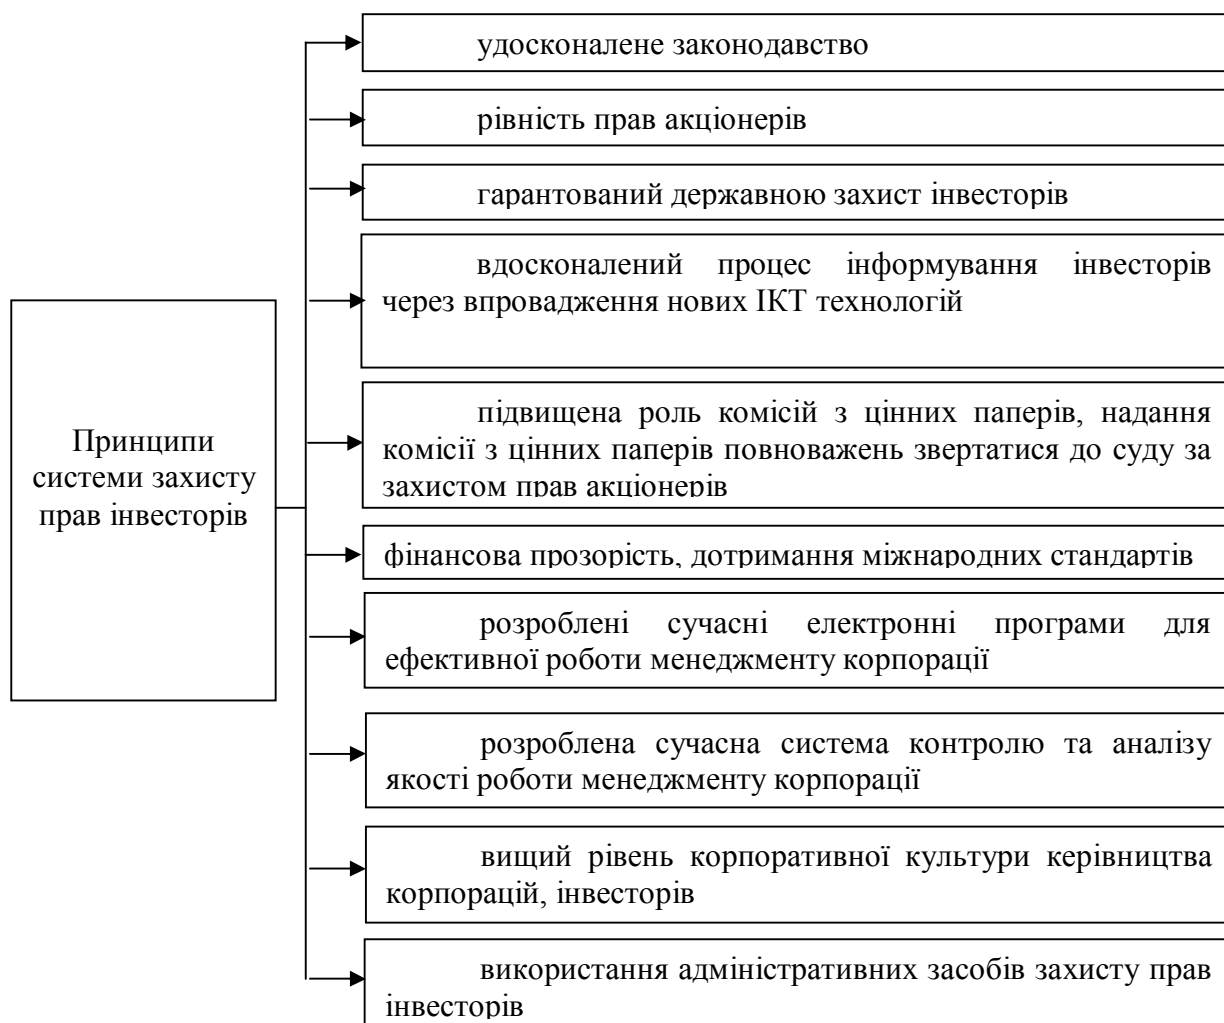 удосконалене законодавство
рівність прав акціонерів
гарантований державною захист інвесторів
вдосконалений процес інформування інвесторів
через впровадження нових ІКТ технологій
підвищена роль комісій з цінних паперів, надання
комісії з цінних паперів повноважень звертатися до суду за
захистом прав акціонерів
Принципи
системи захисту
прав інвесторів
фінансова прозорість, дотримання міжнародних стандартів
розроблені сучасні електронні програми для
ефективної роботи менеджменту корпорації
розроблена сучасна система контролю та аналізу
якості роботи менеджменту корпорації
вищий рівень корпоративної культури керівництва
корпорацій, інвесторів
використання адміністративних засобів захисту прав
інвесторів